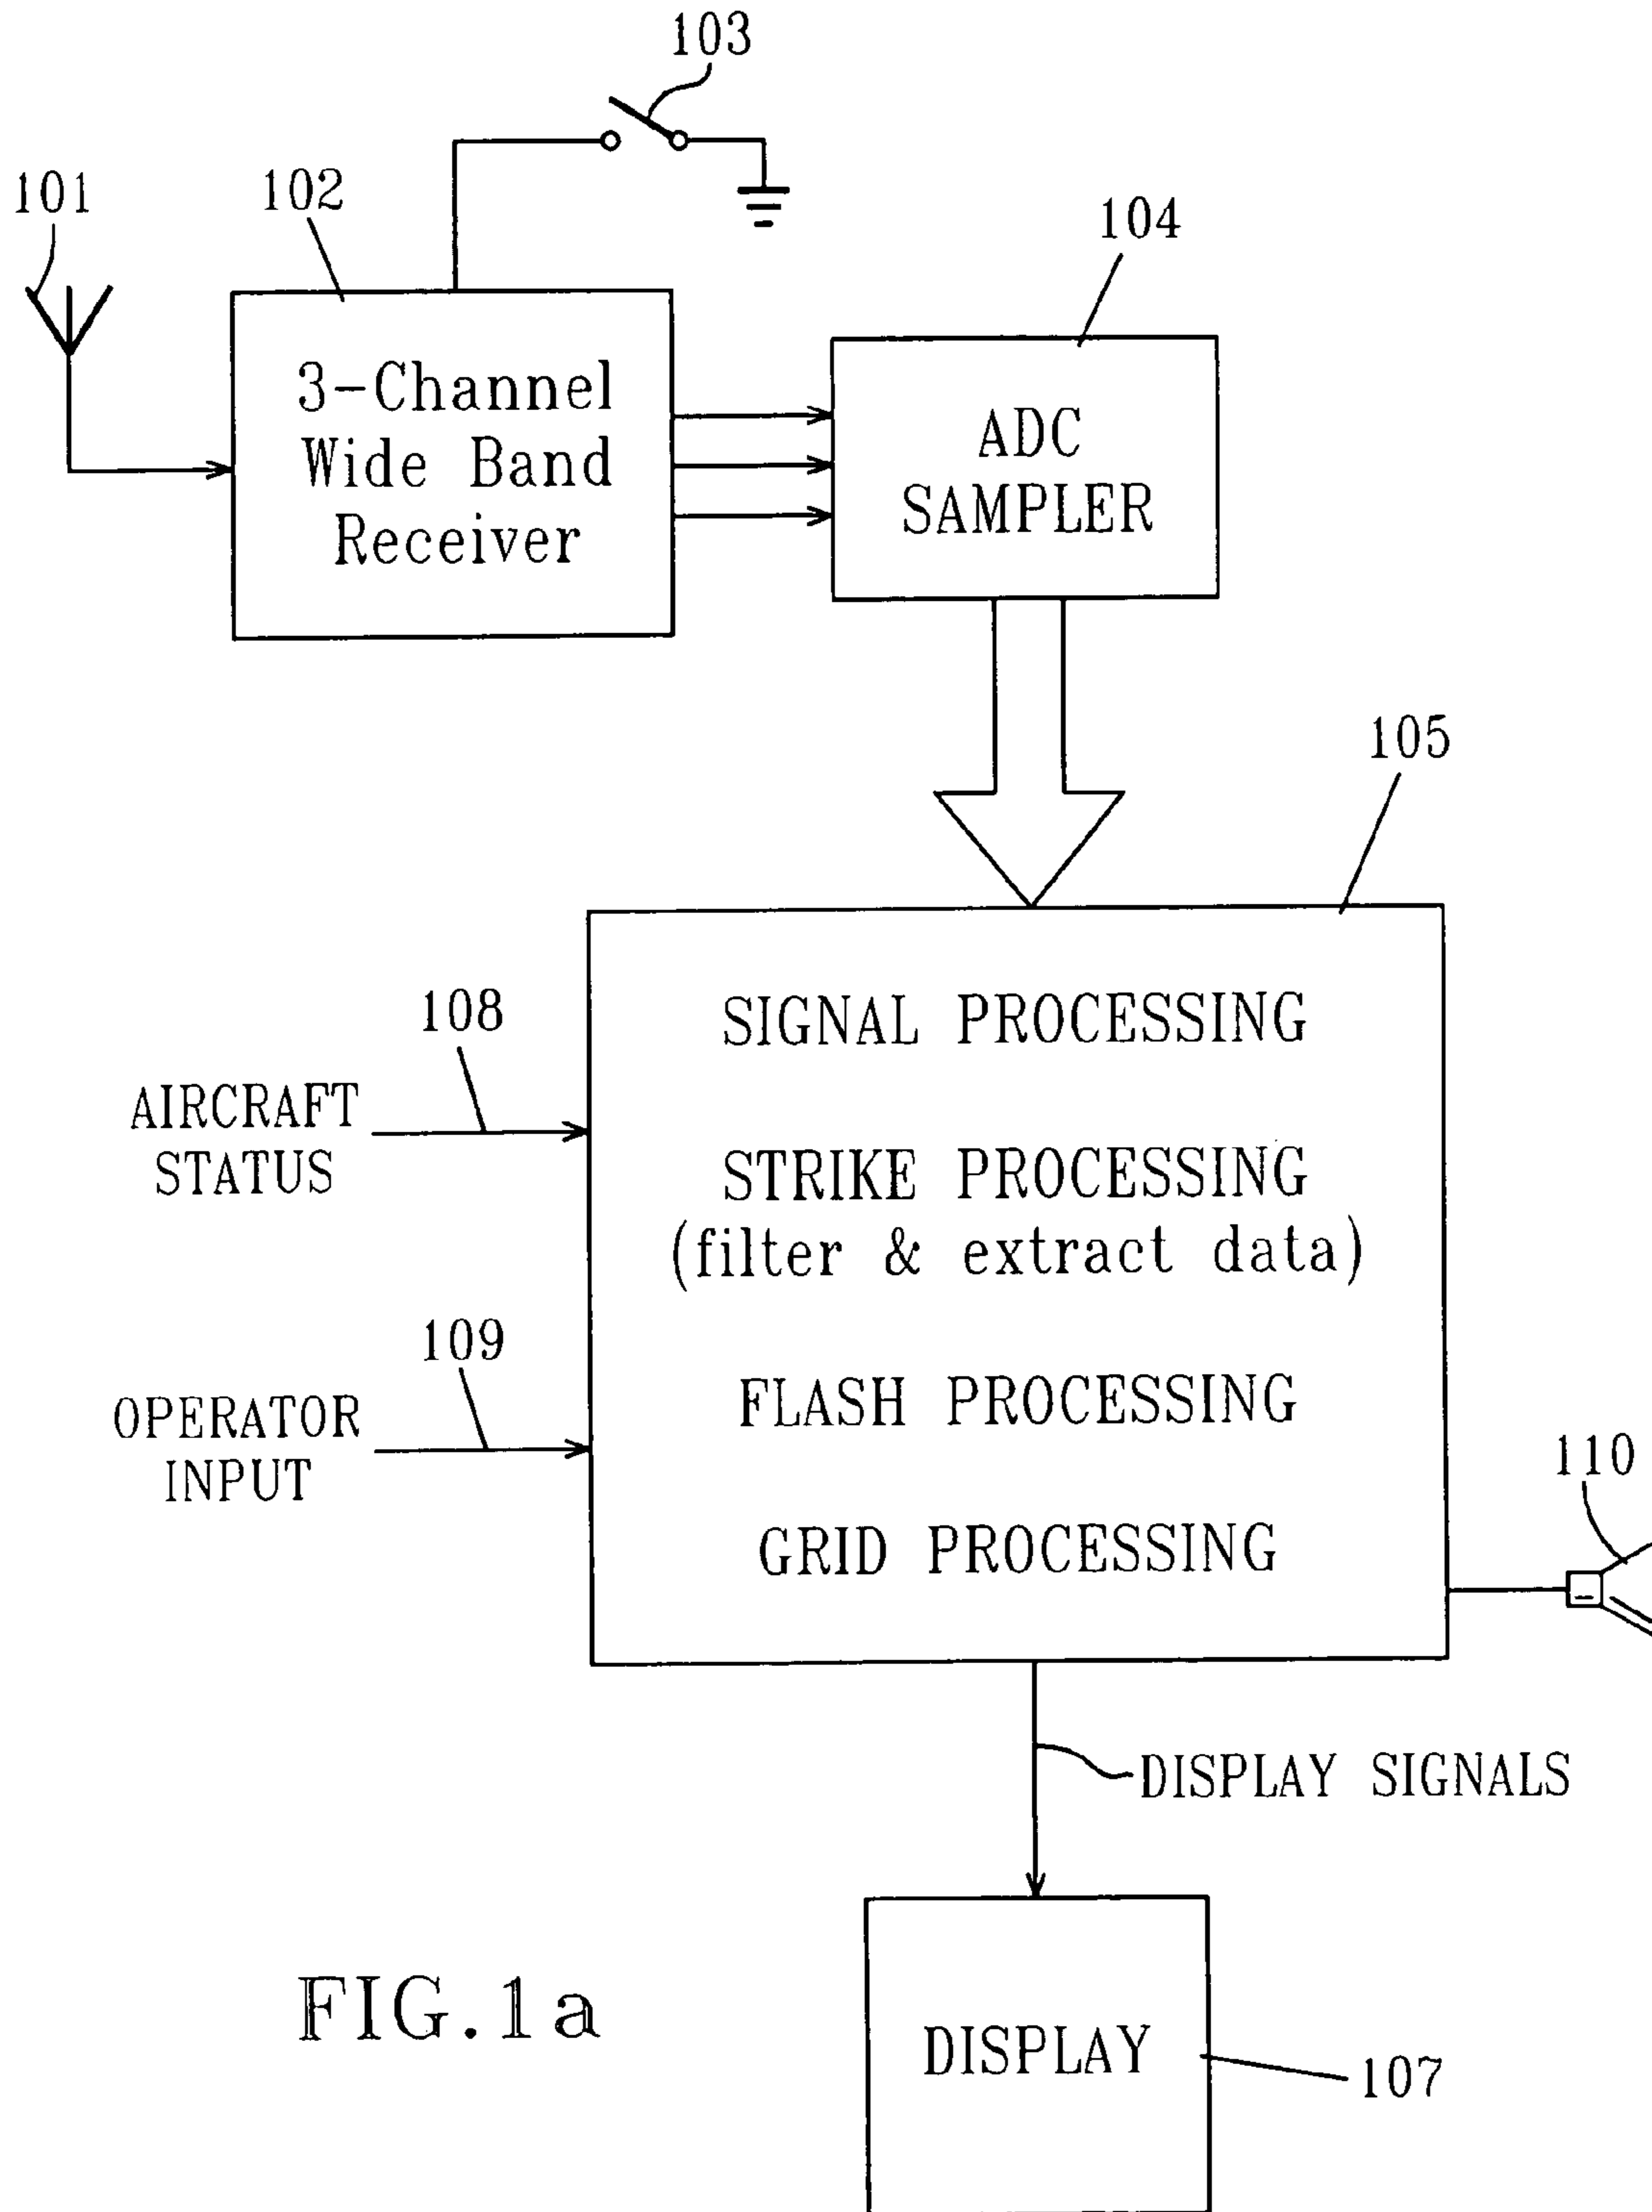 103
101
102
104
3-Channel
Wide Band
Receiver
ADC
SAMPLER
105
SIGNAL PROCESSING
108
AIRCRAFT
STATUS
STRIKE PROCESSING
(filter & extract data)
109
OPERATOR
INPUT
FLASH PROCESSING
110
GRID PROCESSING
DISPLAY SIGNALS
FIG.1a
DISPLAY
107